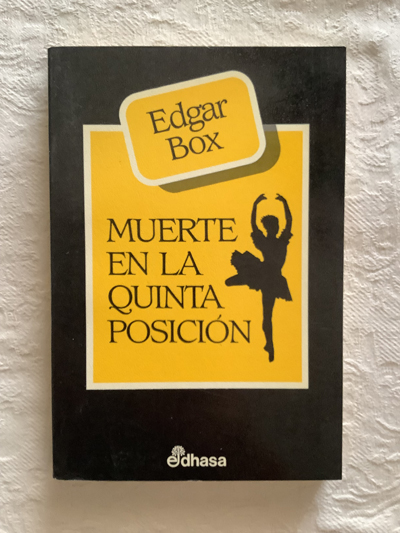 Edgar
Box
MUERTE
EN LA
QUINTA
POSICIÓN
edhasa